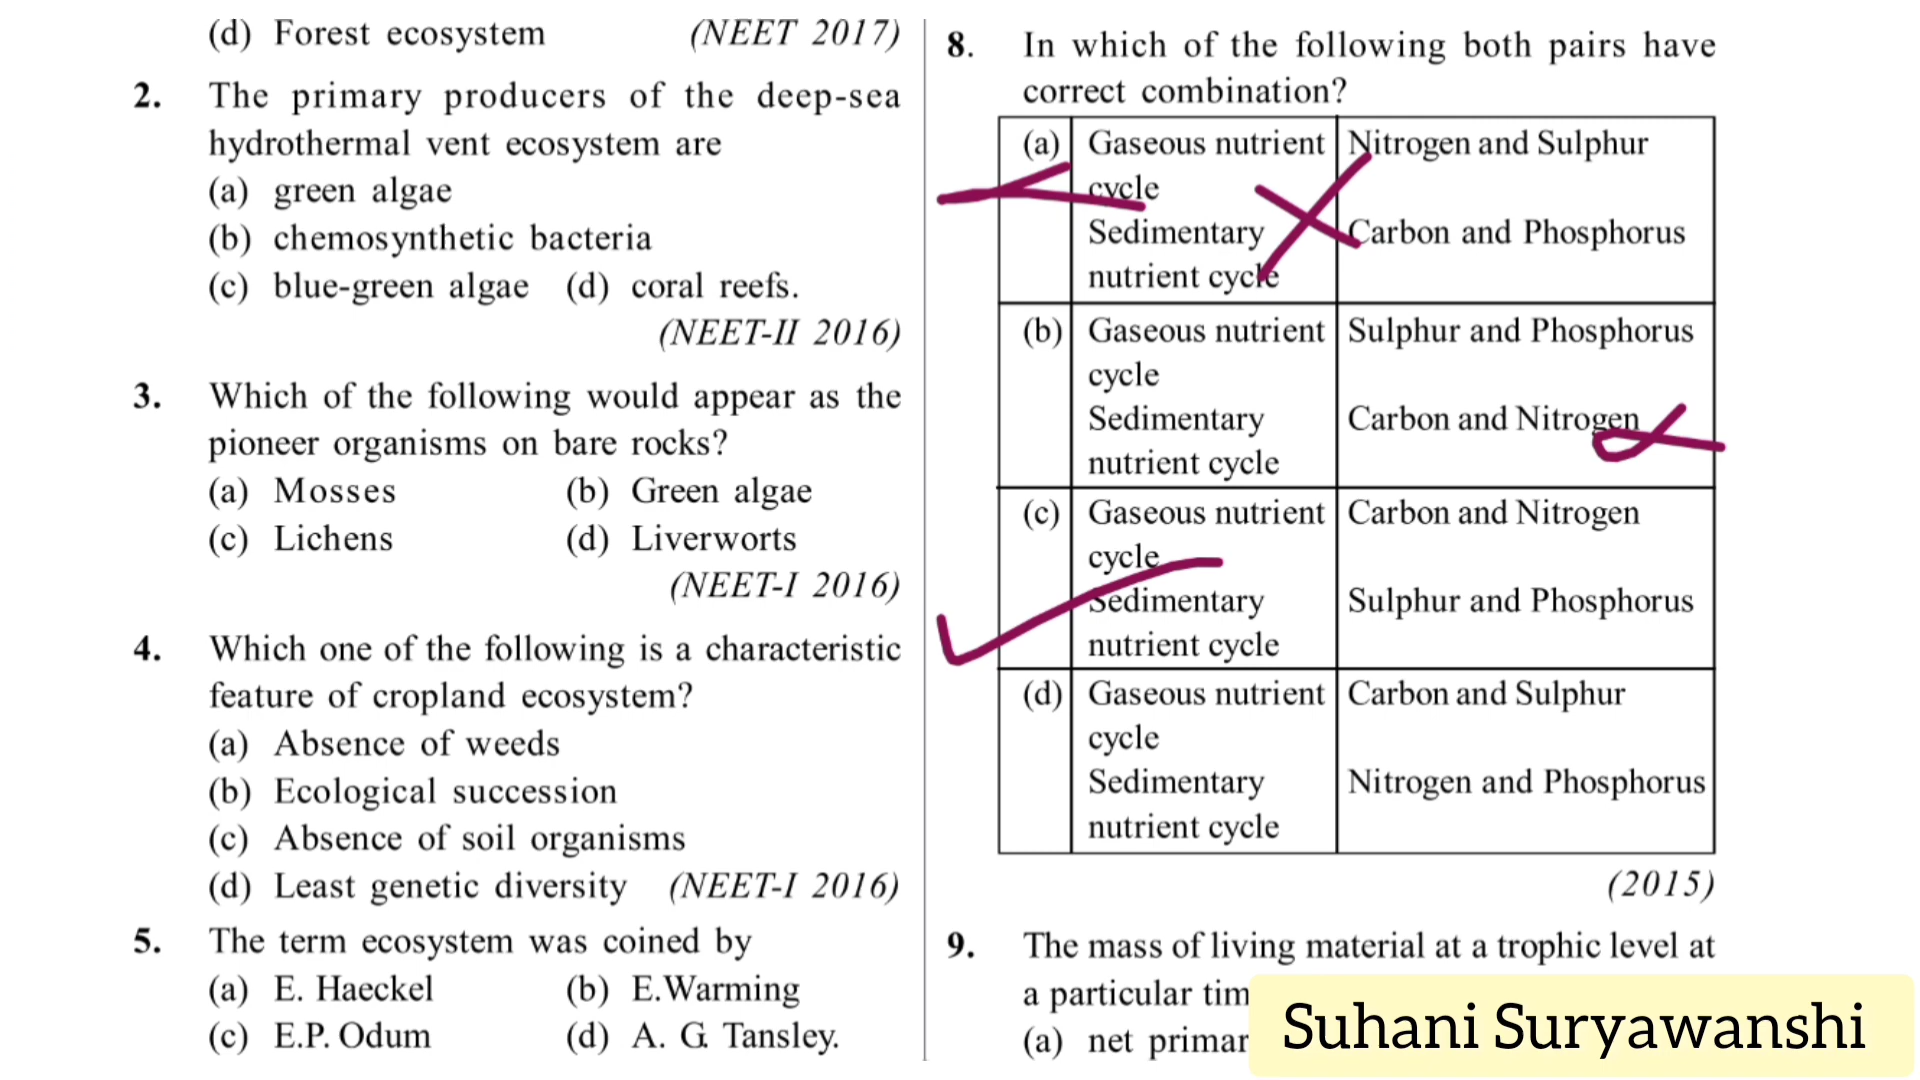 (d) Forest ecosystem (NEET 2017)
2. The primary producers of the deep-sea
hydrothermal vent ecosystem are
(a) green algae
(b) chemosynthetic bacteria
(c) blue-green algae (d) coral reefs.
(NEET-II 2016)
3. Which of the following would appear as the
pioneer organisms on bare rocks?
(a) Mosses (b) Green algae
(c) Lichens (d) Liverworts
(NEET-I 2016)
4. Which one of the following is a characteristic
feature of cropland ecosystem?
(a) Absence of weeds
(b) Ecological succession
(c) Absence of soil organisms
(d) Least genetic diversity (NEET-I 2016)
5. The term ecosystem was coined by
(a) E. Haeckel (b) E.Warming
(c) E.P. Odum (d) A. G. Tansley.
8. In which of the following both pairs have
correct combination?
(a) Gaseous nutrient Nitrogen and Sulphur
cycle
Sedimentary Carbon and Phosphorus
nutrient cycle
(b) Gaseous nutrient Sulphur and Phosphorus
cycle
Sedimentary Carbon and Nitrogen
nutrient cycle
(c) Gaseous nutrient Carbon and Nitrogen
cycle
Sedimentary Sulphur and Phosphorus
nutrient cycle
(d) Gaseous nutrient Carbon and Sulphur
cycle
Sedimentary Nitrogen and Phosphorus
nutrient cycle
(2015)
9. The mass of living material at a trophic level at
a particular
(a) net
Suhani Suryawanshi